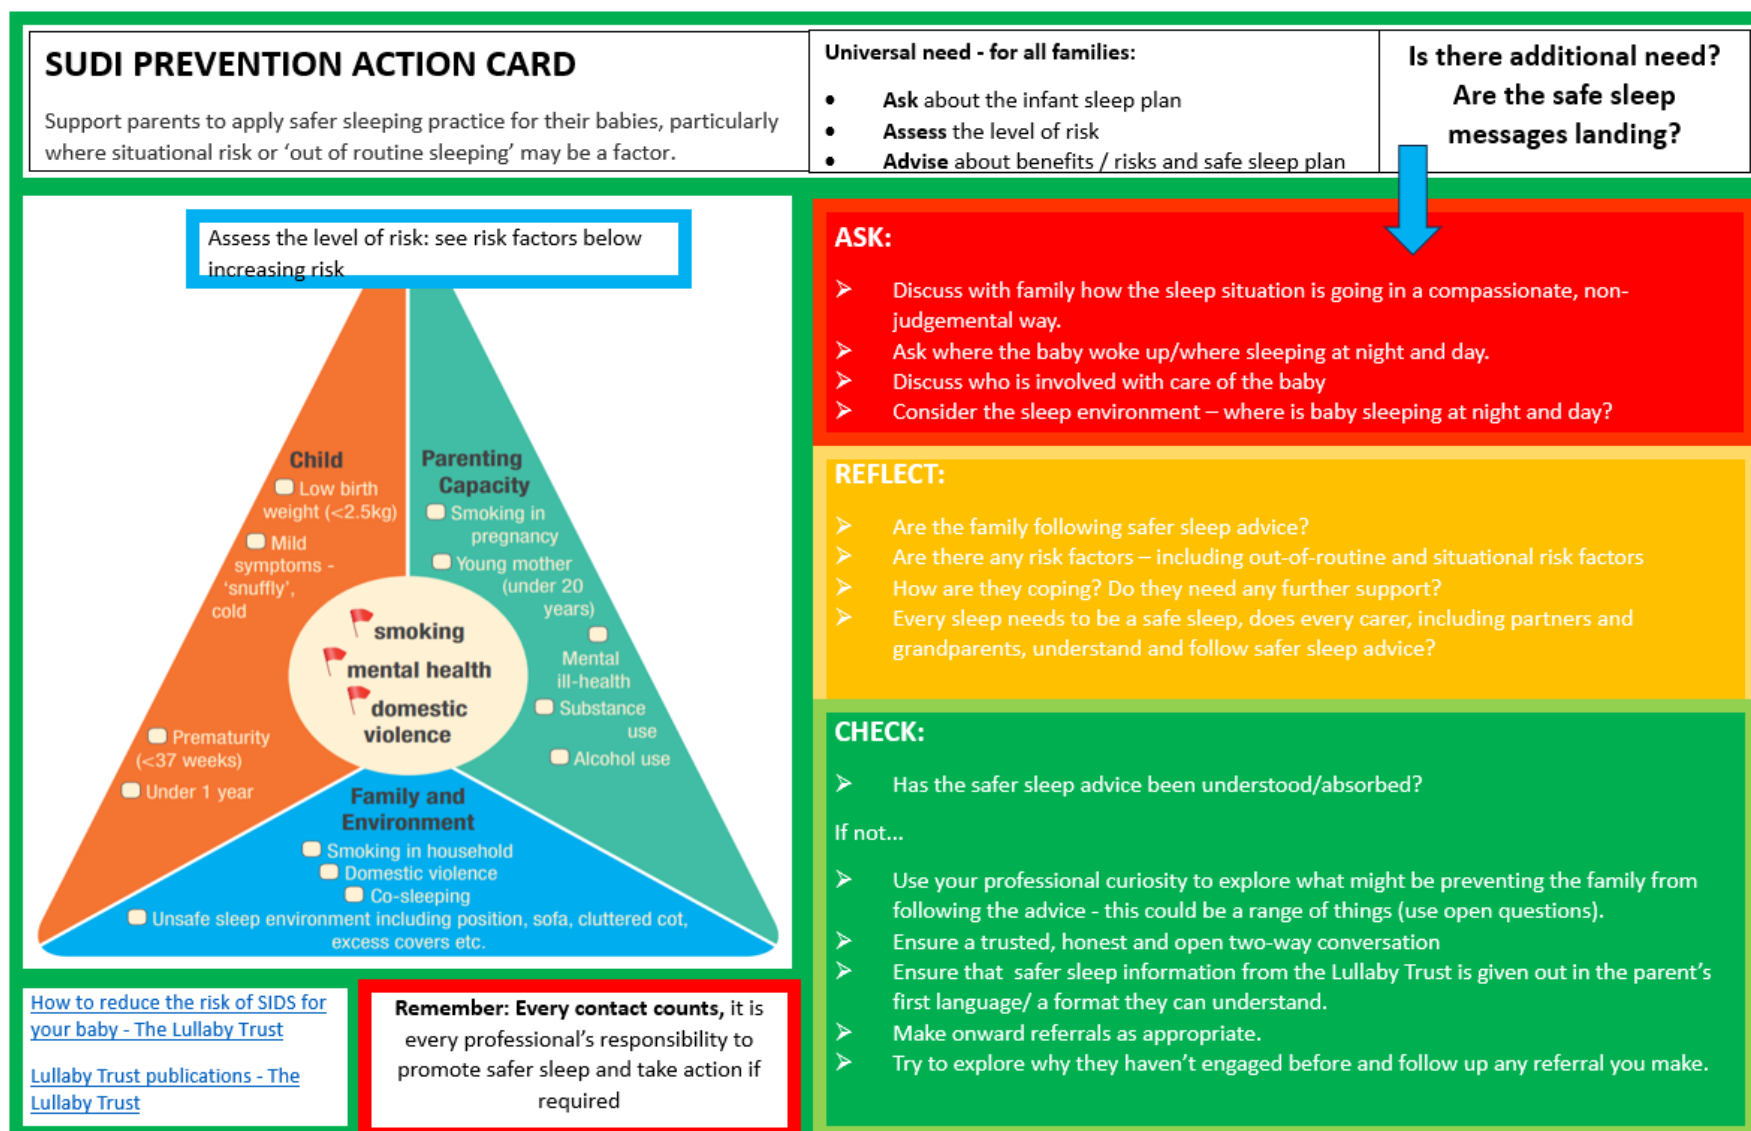 SUDI PREVENTION ACTION CARD
Support parents to apply safer sleeping practice for their babies, particularly
where situational risk or ‘out of routine sleeping’ may be a factor.
Universal need - for all families:
• Ask about the infant sleep plan
• Assess the level of risk
• Advise about benefits / risks and safe sleep plan
Is there additional need?
Are the safe sleep
messages landing?
Assess the level of risk: see risk factors below
increasing risk
Child
Low birth
weight (<2.5kg)
Mild
symptoms -
‘snuffly’,
cold
Prematurity
(<37 weeks)
Under 1 year
Parenting
Capacity
Smoking in
pregnancy
Young mother
(under 20
years)
Mental
ill-health
Substance
use
Alcohol use
smoking
mental health
domestic
violence
Family and
Environment
Smoking in household
Domestic violence
Co-sleeping
Unsafe sleep environment including position, sofa, cluttered cot,
excess covers etc.
How to reduce the risk of SIDS for
your baby - The Lullaby Trust
Lullaby Trust publications - The
Lullaby Trust
Remember: Every contact counts, it is
every professional’s responsibility to
promote safer sleep and take action if
required
ASK:
➢ Discuss with family how the sleep situation is going in a compassionate, non-
judgemental way.
➢ Ask where the baby woke up/where sleeping at night and day.
➢ Discuss who is involved with care of the baby
➢ Consider the sleep environment – where is baby sleeping at night and day?
REFLECT:
➢ Are the family following safer sleep advice?
➢ Are there any risk factors – including out-of-routine and situational risk factors
➢ How are they coping? Do they need any further support?
➢ Every sleep needs to be a safe sleep, does every carer, including partners and
grandparents, understand and follow safer sleep advice?
CHECK:
➢ Has the safer sleep advice been understood/absorbed?
If not...
➢ Use your professional curiosity to explore what might be preventing the family from
following the advice - this could be a range of things (use open questions).
➢ Ensure a trusted, honest and open two-way conversation
➢ Ensure that  safer sleep information from the Lullaby Trust is given out in the parent’s
first language/ a format they can understand.
➢ Make onward referrals as appropriate.
➢ Try to explore why they haven’t engaged before and follow up any referral you make.